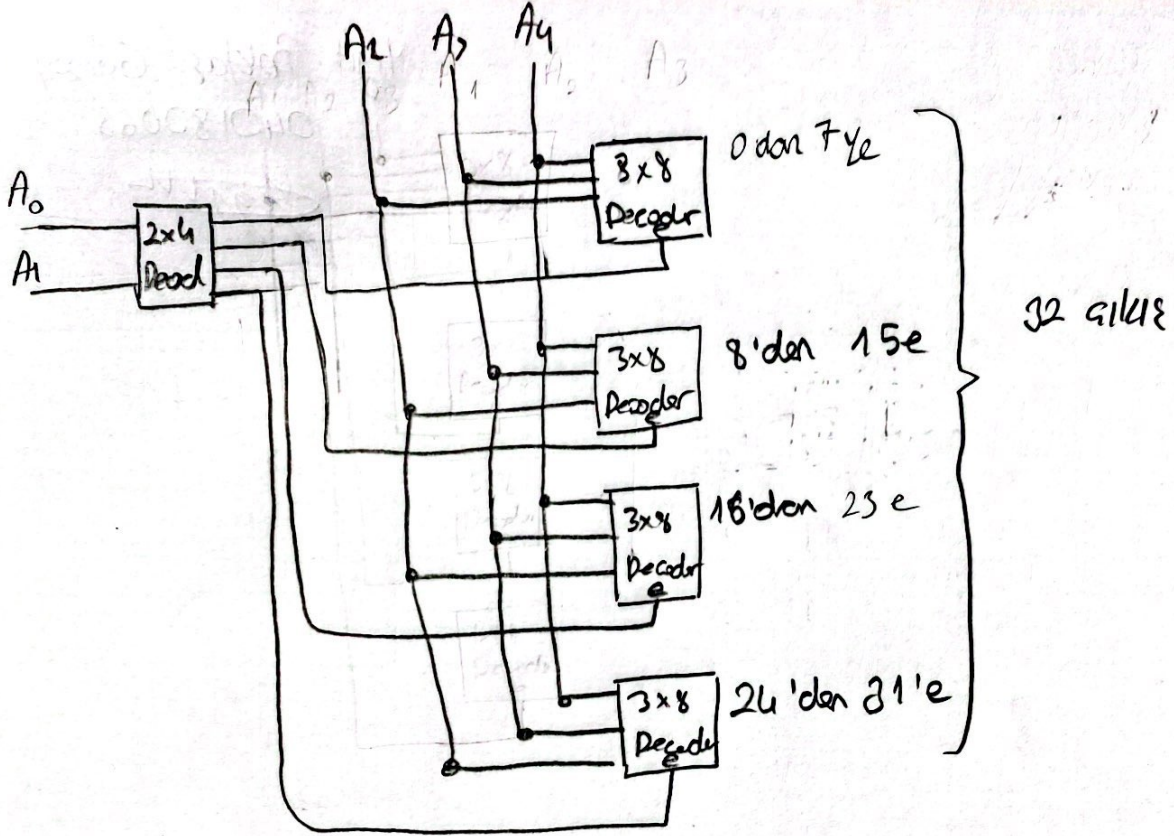 A2 A3 A4
A0
A1
2x4
Decod
3x8
Decoder
0 dan 7 ye
3x8
Decoder
e
8'den 15e
3x8
Decoder
e
16'dan 23 e
3x8
Decoder
e
24'den 31'e
32 çıkış